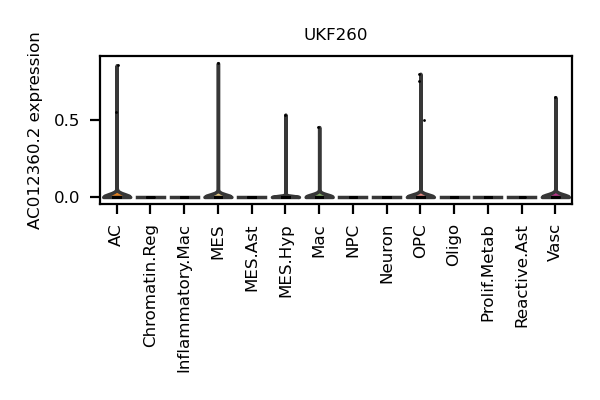 UKF260
AC012360.2 expression
0.5
0.0
AC
Chromatin.Reg
Inflammatory.Mac
MES
MES.Ast
MES.Hyp
Mac
NPC
Neuron
OPC
Oligo
Prolif.Metab
Reactive.Ast
Vasc